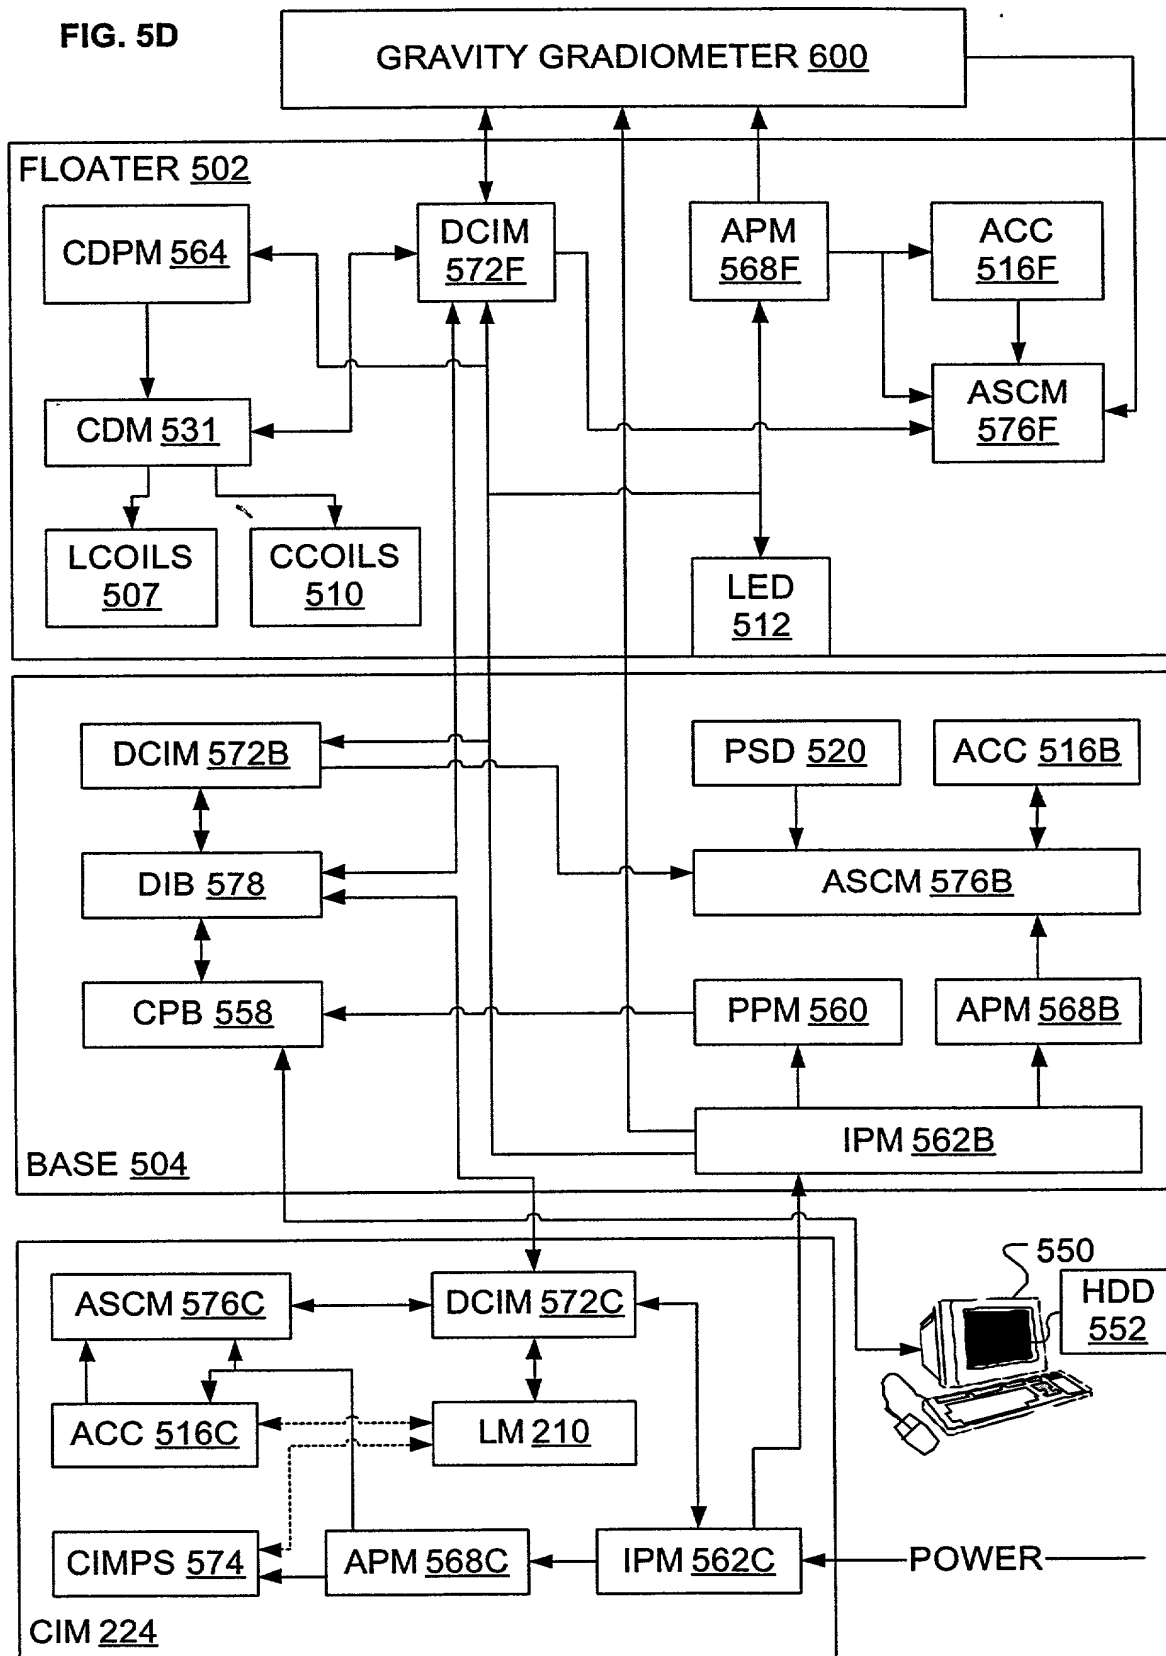 FIG. 5D
GRAVITY GRADIOMETER 600
FLOATER 502
CDPM 564
DCIM
572F
APM
568F
ACC
516F
CDM 531
ASCM
576F
LCOILS
507
CCOILS
510
LED
512
DCIM 572B
PSD 520
ACC 516B
DIB 578
ASCM 576B
CPB 558
PPM 560
APM 568B
IPM 562B
BASE 504
ASCM 576C
DCIM 572C
550
HDD
552
ACC 516C
LM 210
CIMPS 574
APM 568C
IPM 562C
POWER
CIM 224